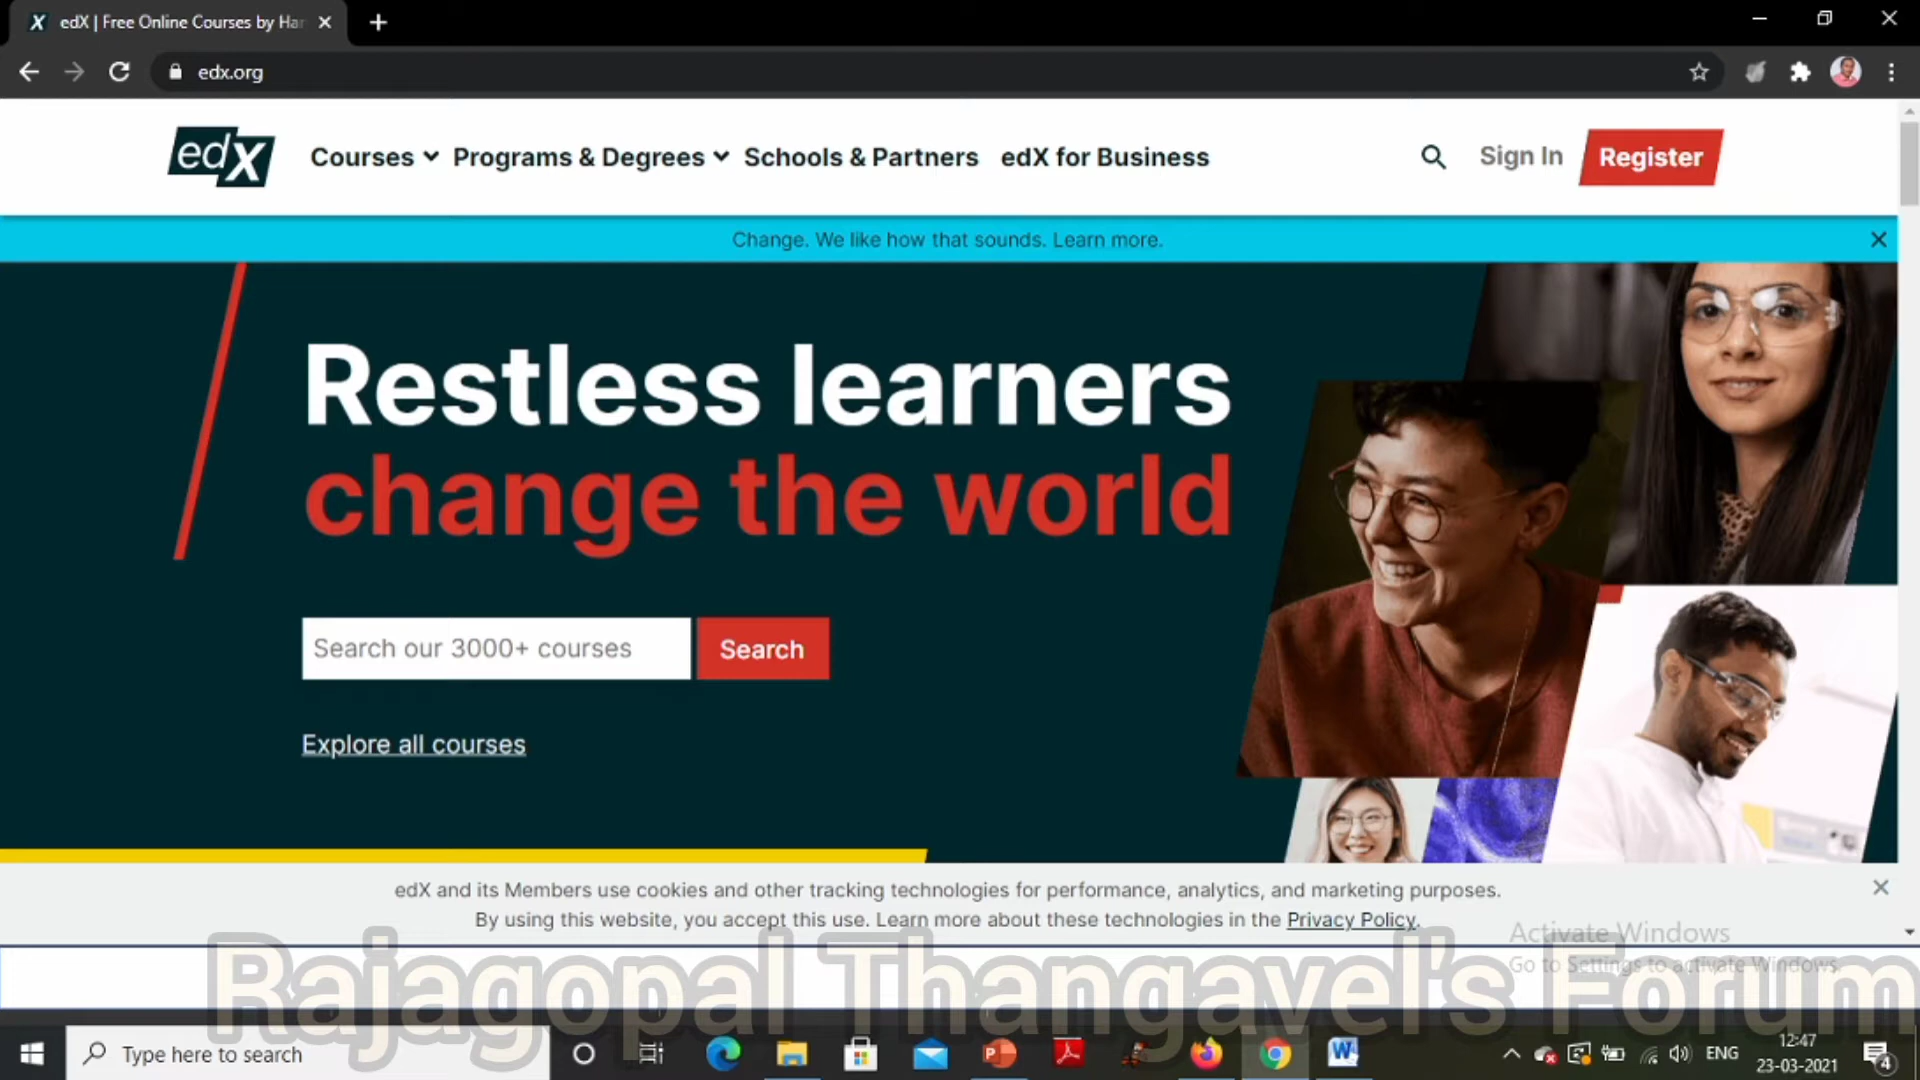 edX | Free Online Courses by Har
edx.org
edX
Courses
Programs & Degrees
Schools & Partners
edX for Business
Sign In
Register
Change. We like how that sounds. Learn more.
Restless learners
change the world
Search our 3000+ courses
Search
Explore all courses
edX and its Members use cookies and other tracking technologies for performance, analytics, and marketing purposes.
By using this website, you accept this use. Learn more about these technologies in the Privacy Policy.
Activate Windows
Go to Settings to activate Windows.
Rajagopal Thangavel's Forum
Type here to search
ENG
12:47
23-03-2021
4